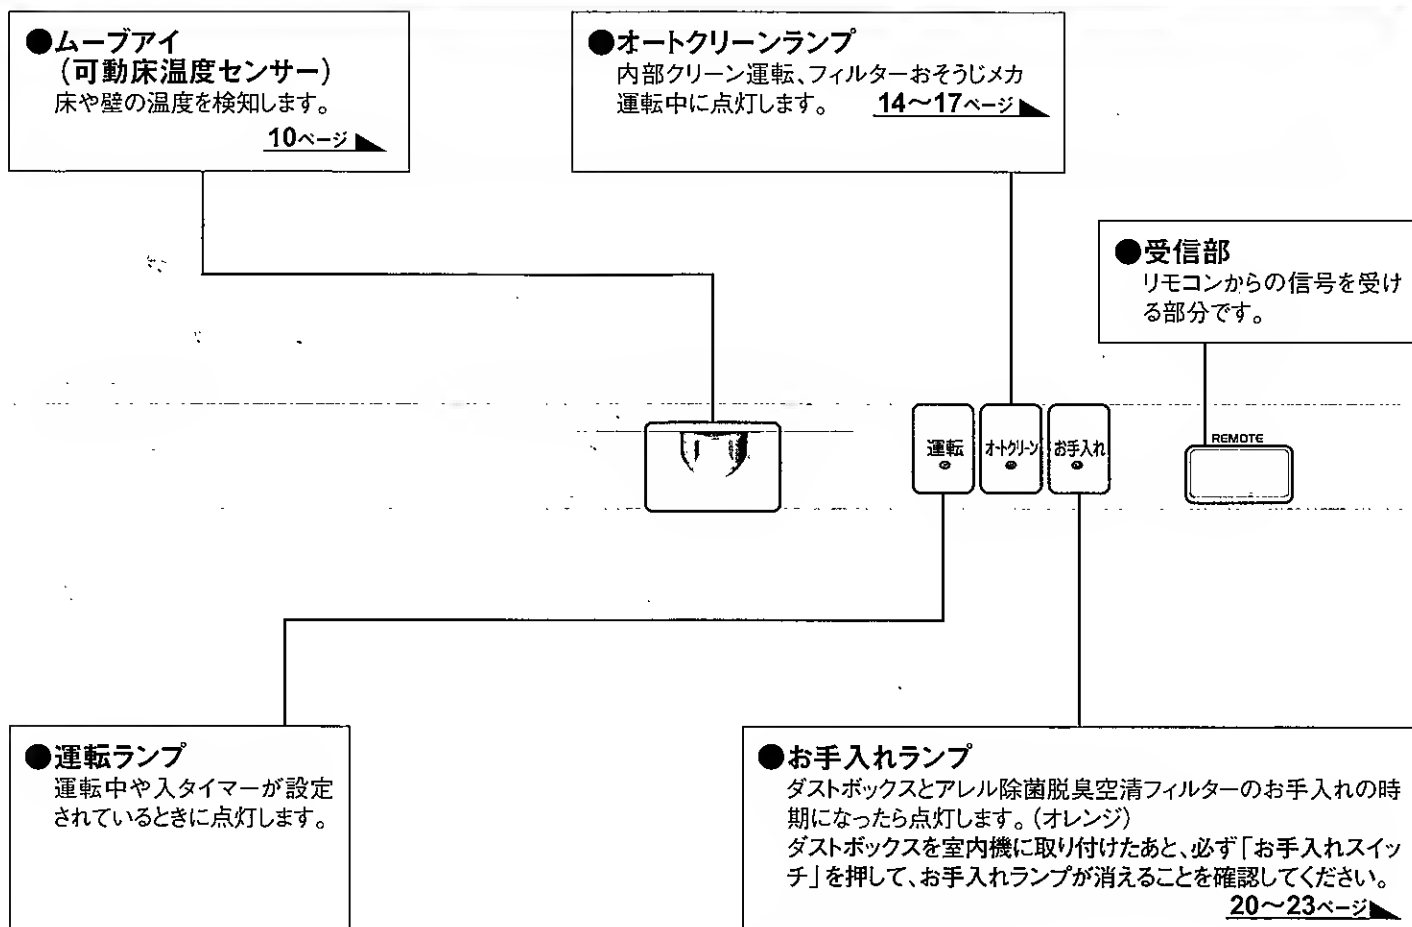 ●ムーブアイ
(可動床温度センサー)
床や壁の温度を検知します。
10ページ
●オートクリーンランプ
内部クリーン運転、フィルターおそうじメカ
運転中に点灯します。 14〜17ページ
●受信部
リモコンからの信号を受け
る部分です。
運転 オートクリーン お手入れ
REMOTE
●運転ランプ
運転中や入タイマーが設定
されているときに点灯します。
●お手入れランプ
ダストボックスとアレル除菌脱臭空清フィルターのお手入れの時
期になったら点灯します。(オレンジ)
ダストボックスを室内機に取り付けたあと、必ず「お手入れスイッ
チ」を押して、お手入れランプが消えることを確認してください。
20〜23ページ